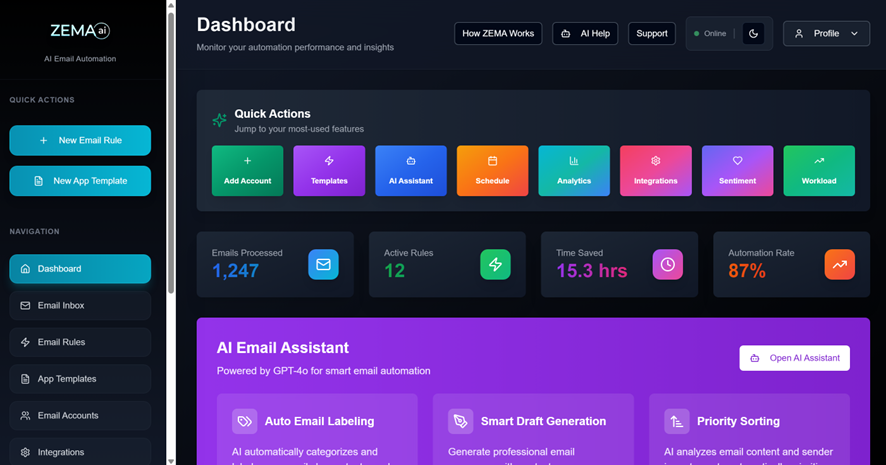 ZEMA ai
AI Email Automation
QUICK ACTIONS
New Email Rule
New App Template
NAVIGATION
Dashboard
Email Inbox
Email Rules
App Templates
Email Accounts
Integrations
Dashboard
Monitor your automation performance and insights
How ZEMA Works
AI Help
Support
Online
Profile
Quick Actions
Jump to your most-used features
Add Account
Templates
AI Assistant
Schedule
Analytics
Integrations
Sentiment
Workload
Emails Processed
1,247
Active Rules
12
Time Saved
15.3 hrs
Automation Rate
87%
AI Email Assistant
Powered by GPT-4o for smart email automation
Open AI Assistant
Auto Email Labeling
AI automatically categorizes and
Smart Draft Generation
Generate professional email
Priority Sorting
AI analyzes email content and sender